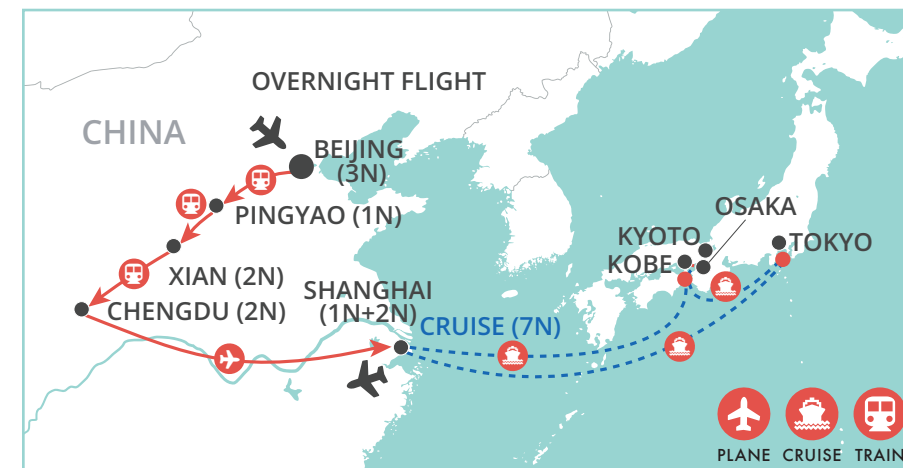 OVERNIGHT FLIGHT
CHINA
BEIJING
(3N)
PINGYAO (1N)
XIAN (2N)
CHENGDU (2N)
SHANGHAI
(1N+2N)
CRUISE (7N)
OSAKA
KYOTO
KOBE
TOKYO
PLANE CRUISE TRAIN